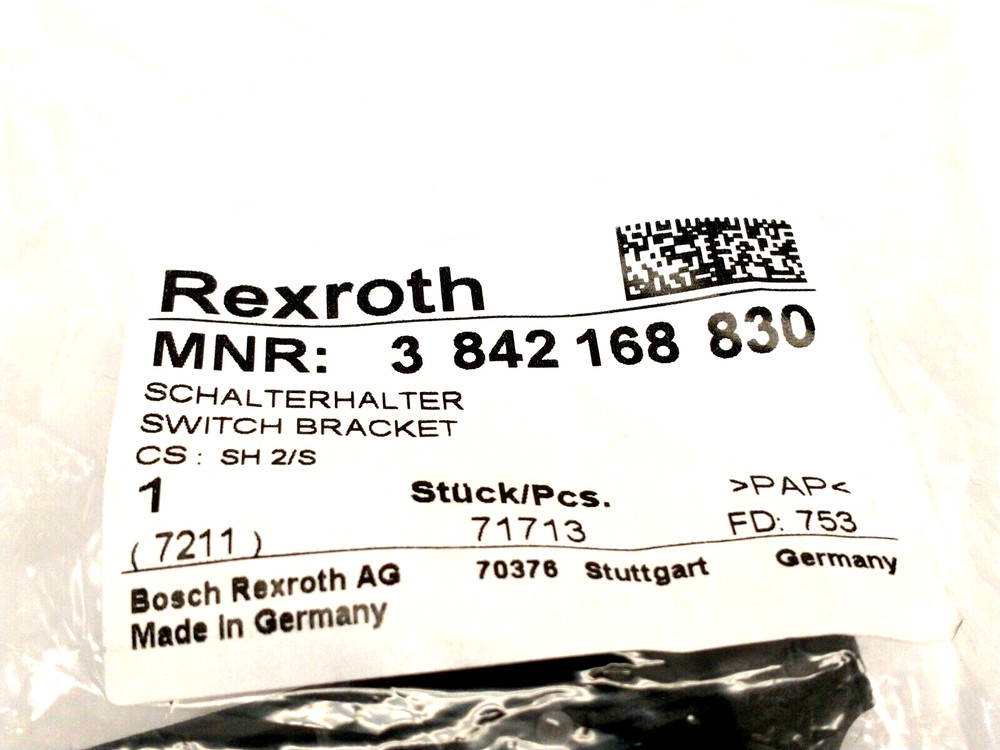 Rexroth
MNR: 3 842 168 830
SCHALTERHALTER
SWITCH BRACKET
CS : SH 2/S
1 Stück/Pcs. >PAP<
( 7211 ) 71713 FD: 753
Bosch Rexroth AG 70376 Stuttgart Germany
Made in Germany